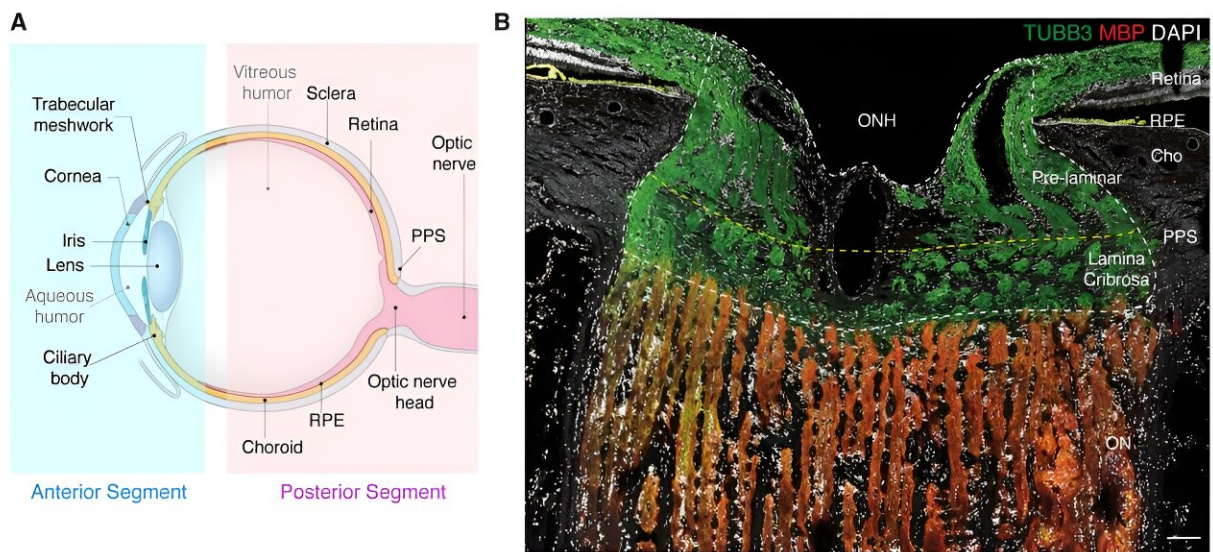 A
Trabecular
meshwork
Cornea
Iris
Lens
Aqueous
humor
Ciliary
body
Vitreous
humor
Sclera
Retina
Optic
nerve
PPS
Optic nerve
head
RPE
Choroid
Anterior Segment
Posterior Segment
B
TUBB3 MBP DAPI
Retina
ONH
RPE
Cho
Pre-laminar
PPS
Lamina
Cribrosa
ON